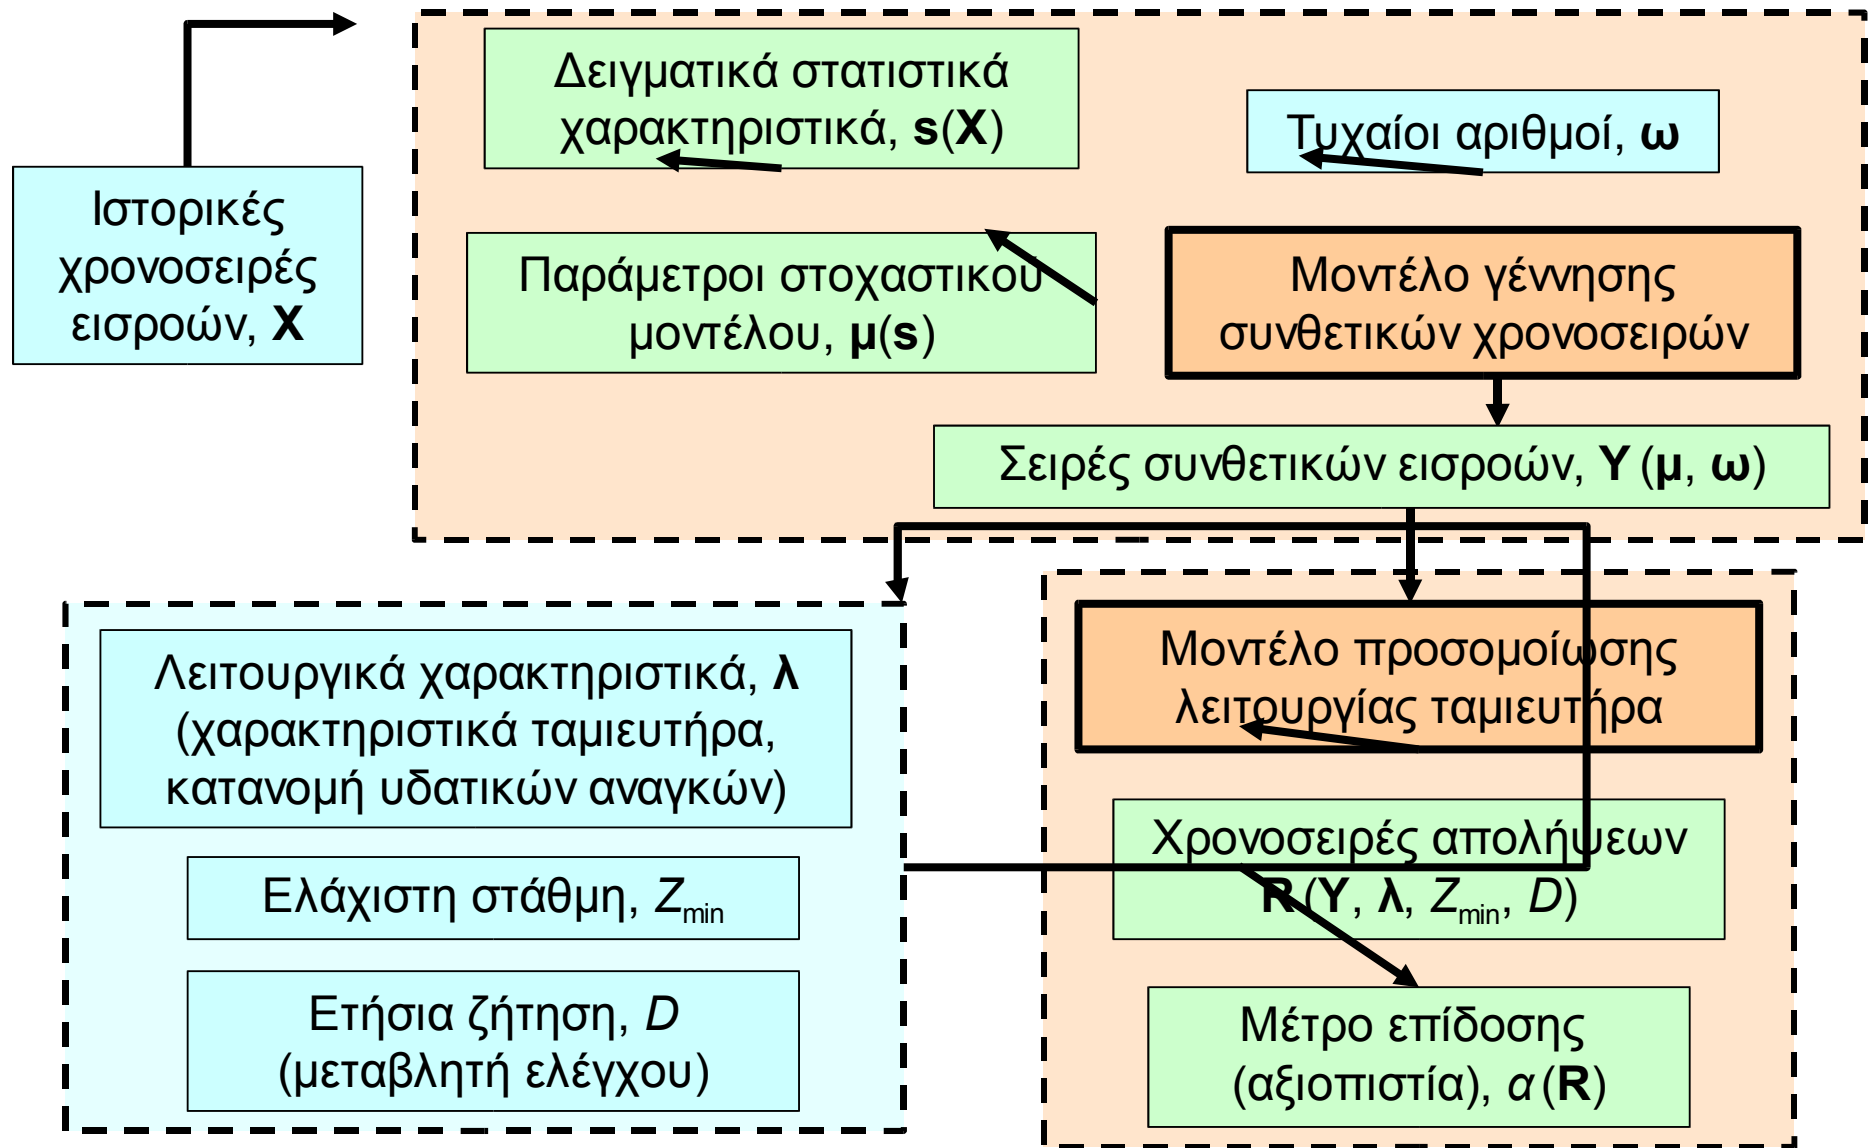 Δειγματικά στατιστικά
χαρακτηριστικά, s(X)
Τυχαίοι αριθμοί, ω
Ιστορικές
χρονοσειρές
εισροών, X
Παράμετροι στοχαστικού
μοντέλου, μ(s)
Μοντέλο γέννησης
συνθετικών χρονοσειρών
Σειρές συνθετικών εισροών, Y (μ, ω)
Λειτουργικά χαρακτηριστικά, λ
(χαρακτηριστικά ταμιευτήρα,
κατανομή υδατικών αναγκών)
Ελάχιστη στάθμη, Zmin
Ετήσια ζήτηση, D
(μεταβλητή ελέγχου)
Μοντέλο προσομοίωσης
λειτουργίας ταμιευτήρα
Χρονοσειρές απολήψεων
R (Y, λ, Zmin, D)
Μέτρο επίδοσης
(αξιοπιστία), α (R)